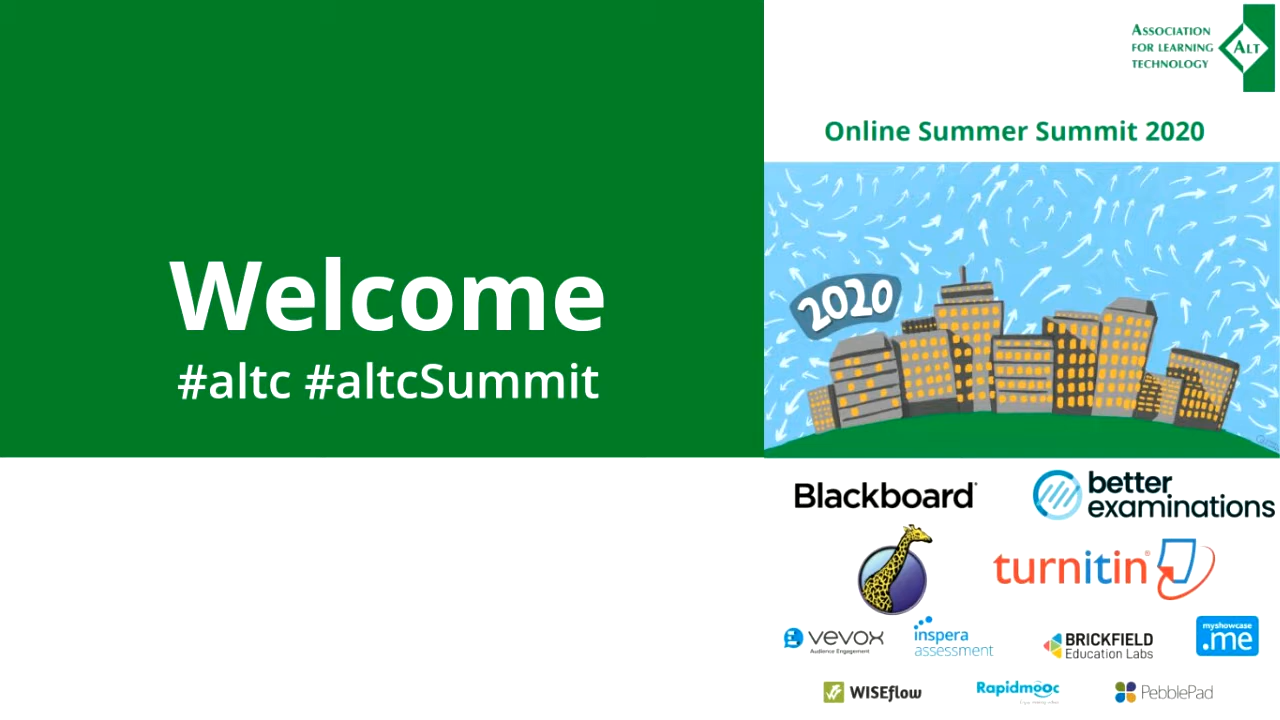 Welcome
#altc #altcSummit
ASSOCIATION
FOR LEARNING
TECHNOLOGY
ALT
Online Summer Summit 2020
2020
Blackboard
better
examinations
turnitin
vevox
Audience Engagement
inspera
assessment
BRICKFIELD
Education Labs
myshowcase
.me
WISEflow
Rapidmooc
PebblePad